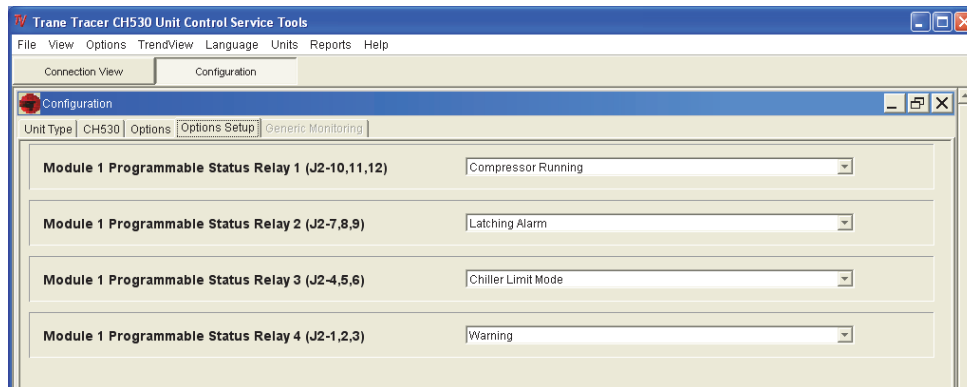 Trane Tracer CH530 Unit Control Service Tools
File View Options TrendView Language Units Reports Help
Connection View Configuration
Configuration
Unit Type CH530 Options Options Setup Generic Monitoring
Module 1 Programmable Status Relay 1 (J2-10,11,12) Compressor Running
Module 1 Programmable Status Relay 2 (J2-7,8,9) Latching Alarm
Module 1 Programmable Status Relay 3 (J2-4,5,6) Chiller Limit Mode
Module 1 Programmable Status Relay 4 (J2-1,2,3) Warning